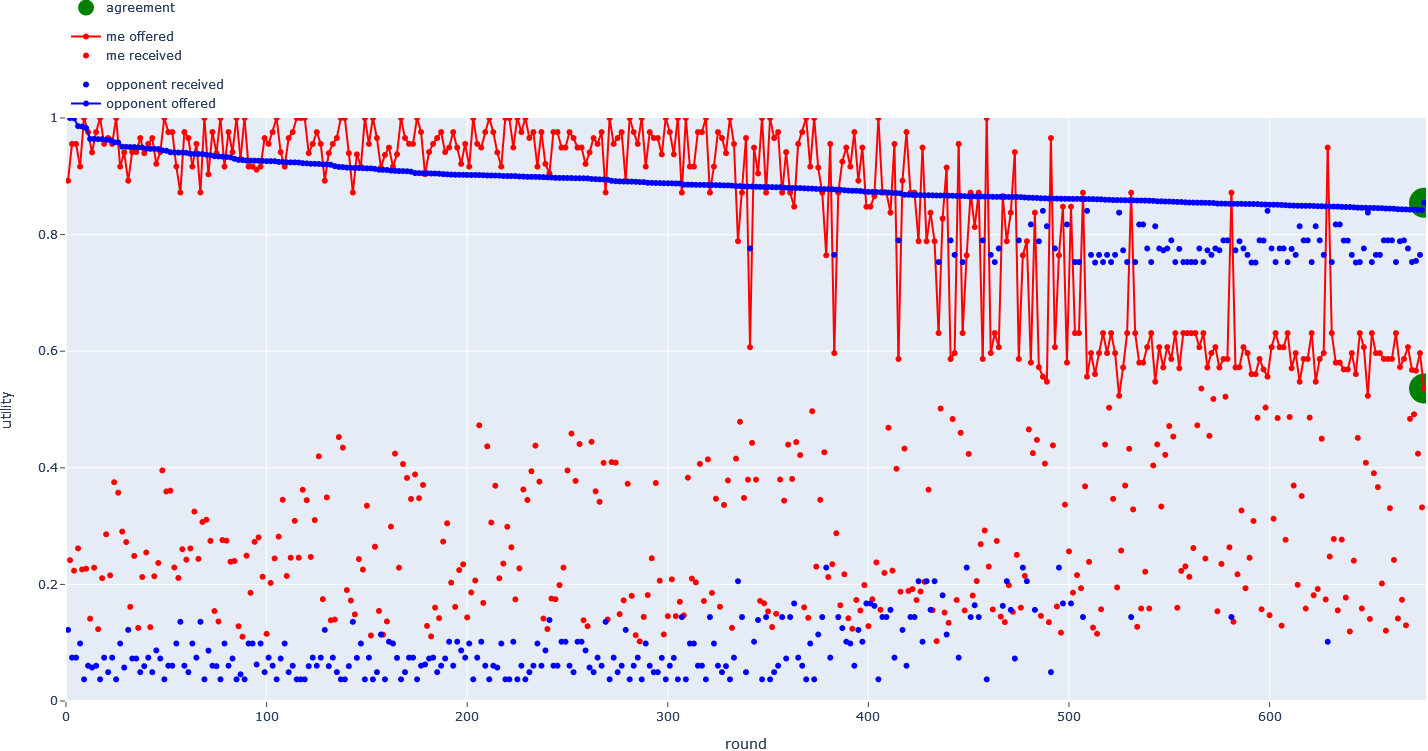 agreement
me offered
me received
opponent received
opponent offered
1
0.8
0.6
0.4
0.2
0
utility
0 100 200 300 400 500 600
round